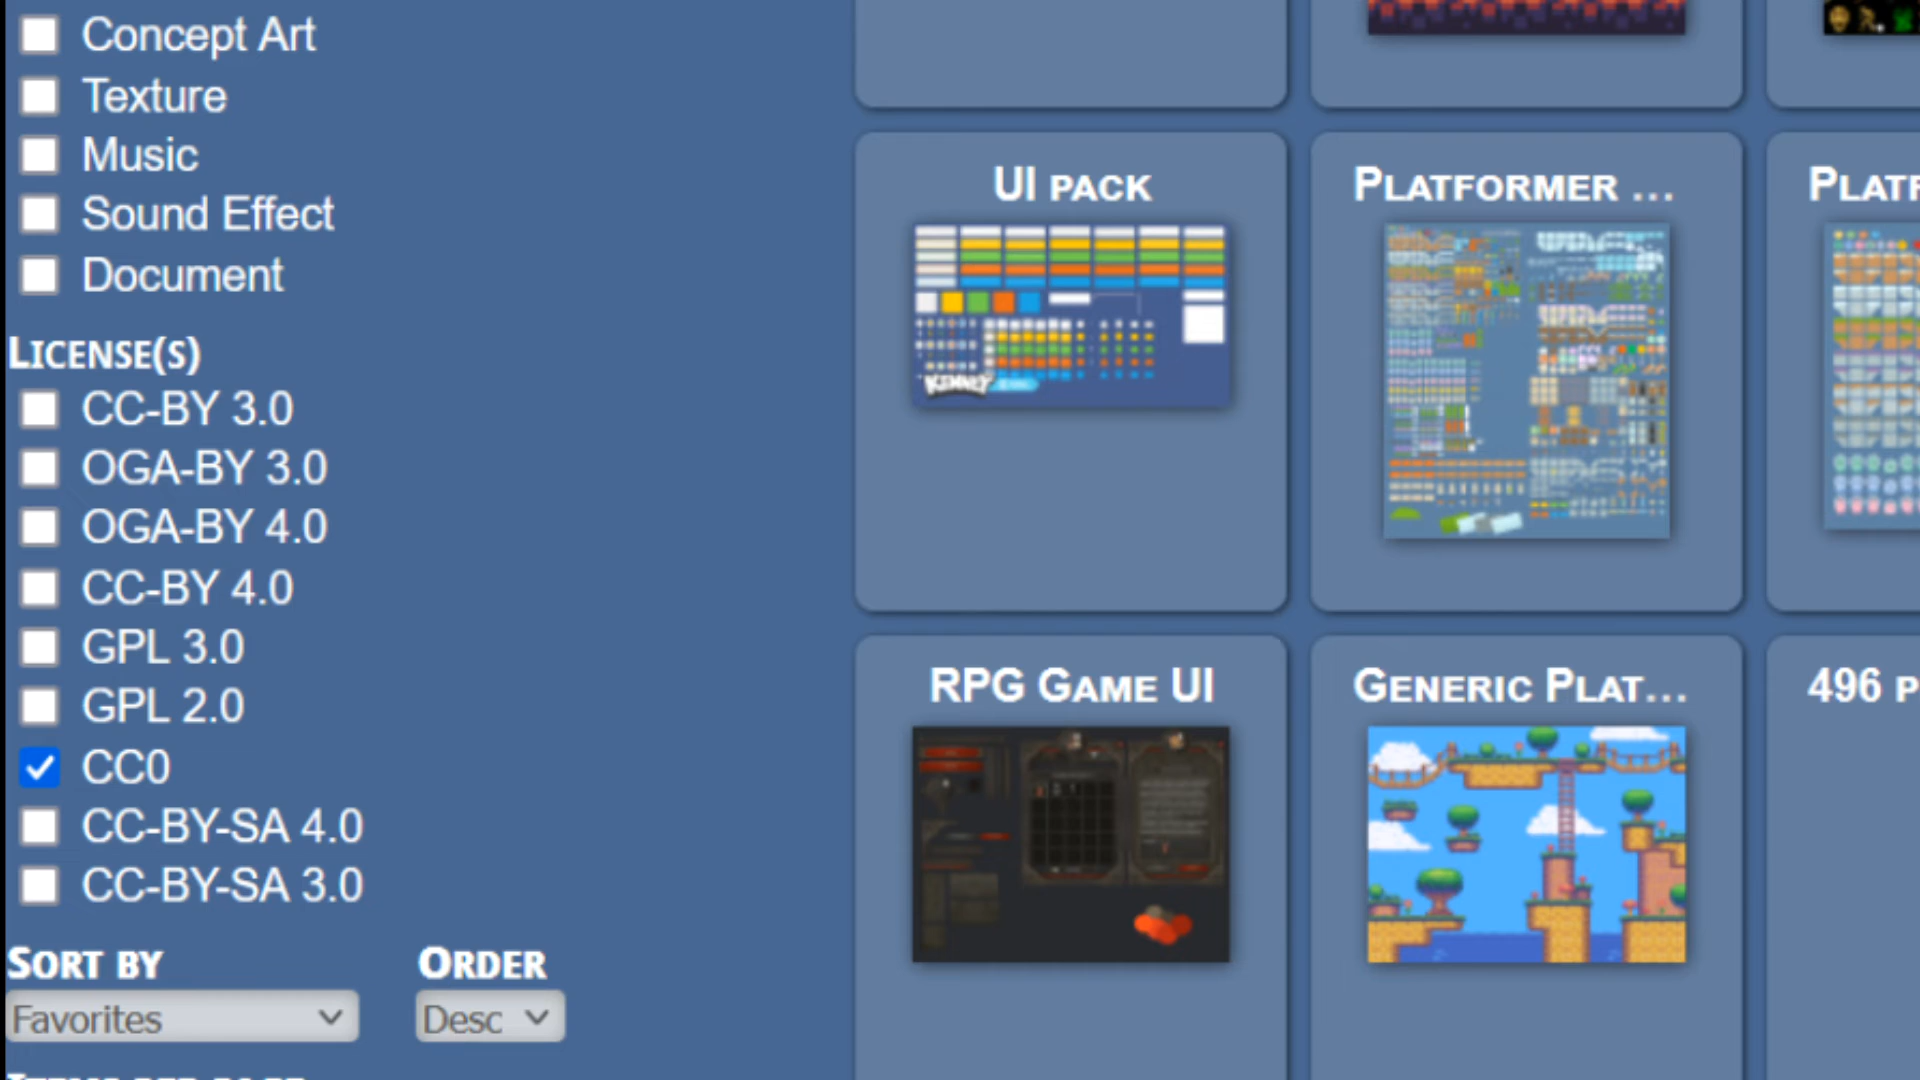 Concept Art
Texture
Music
Sound Effect
Document
LICENSE(S)
CC-BY 3.0
OGA-BY 3.0
OGA-BY 4.0
CC-BY 4.0
GPL 3.0
GPL 2.0
CC0
CC-BY-SA 4.0
CC-BY-SA 3.0
SORT BY
ORDER
Favorites
Desc
UI PACK
PLATFORMER ...
KENNEY
RPG GAME UI
GENERIC PLAT...
496